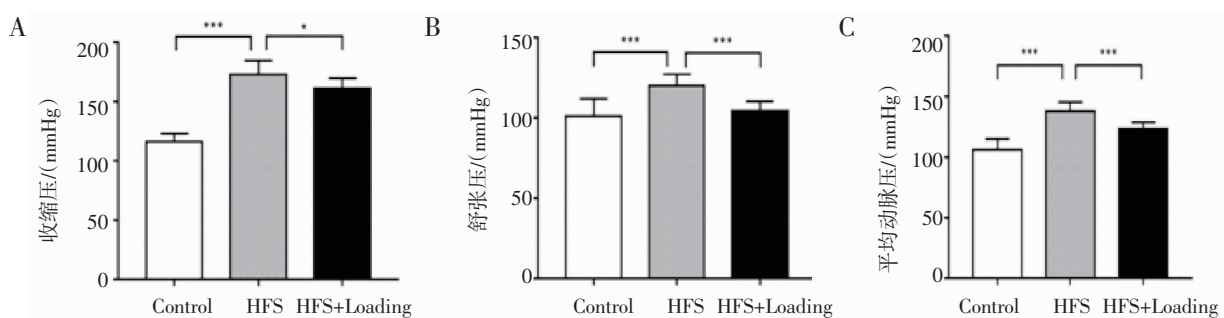 A
收缩压/(mmHg)
200
150
100
50
0
***
*
Control HFS HFS+Loading
B
舒张压/(mmHg)
150
100
50
0
***
***
Control HFS HFS+Loading
C
平均动脉压/(mmHg)
200
150
100
50
0
***
***
Control HFS HFS+Loading